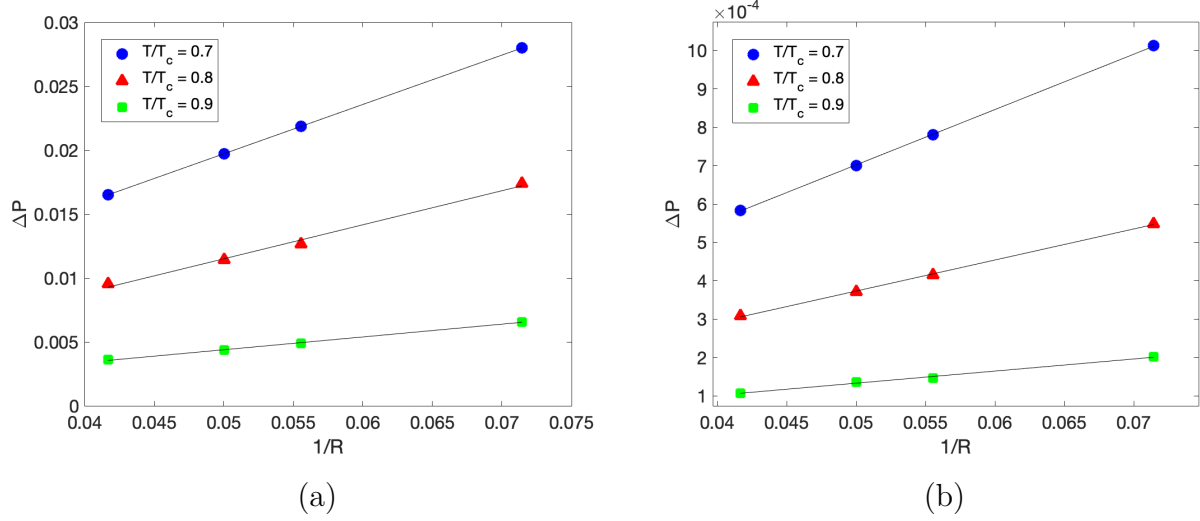 0.03
0.025
0.02
0.015
0.01
0.005
0
ΔP
T/T_c = 0.7
T/T_c = 0.8
T/T_c = 0.9
0.04 0.045 0.05 0.055 0.06 0.065 0.07 0.075
1/R
(a)
×10^-4
10
9
8
7
6
5
4
3
2
1
ΔP
T/T_c = 0.7
T/T_c = 0.8
T/T_c = 0.9
0.04 0.045 0.05 0.055 0.06 0.065 0.07
1/R
(b)